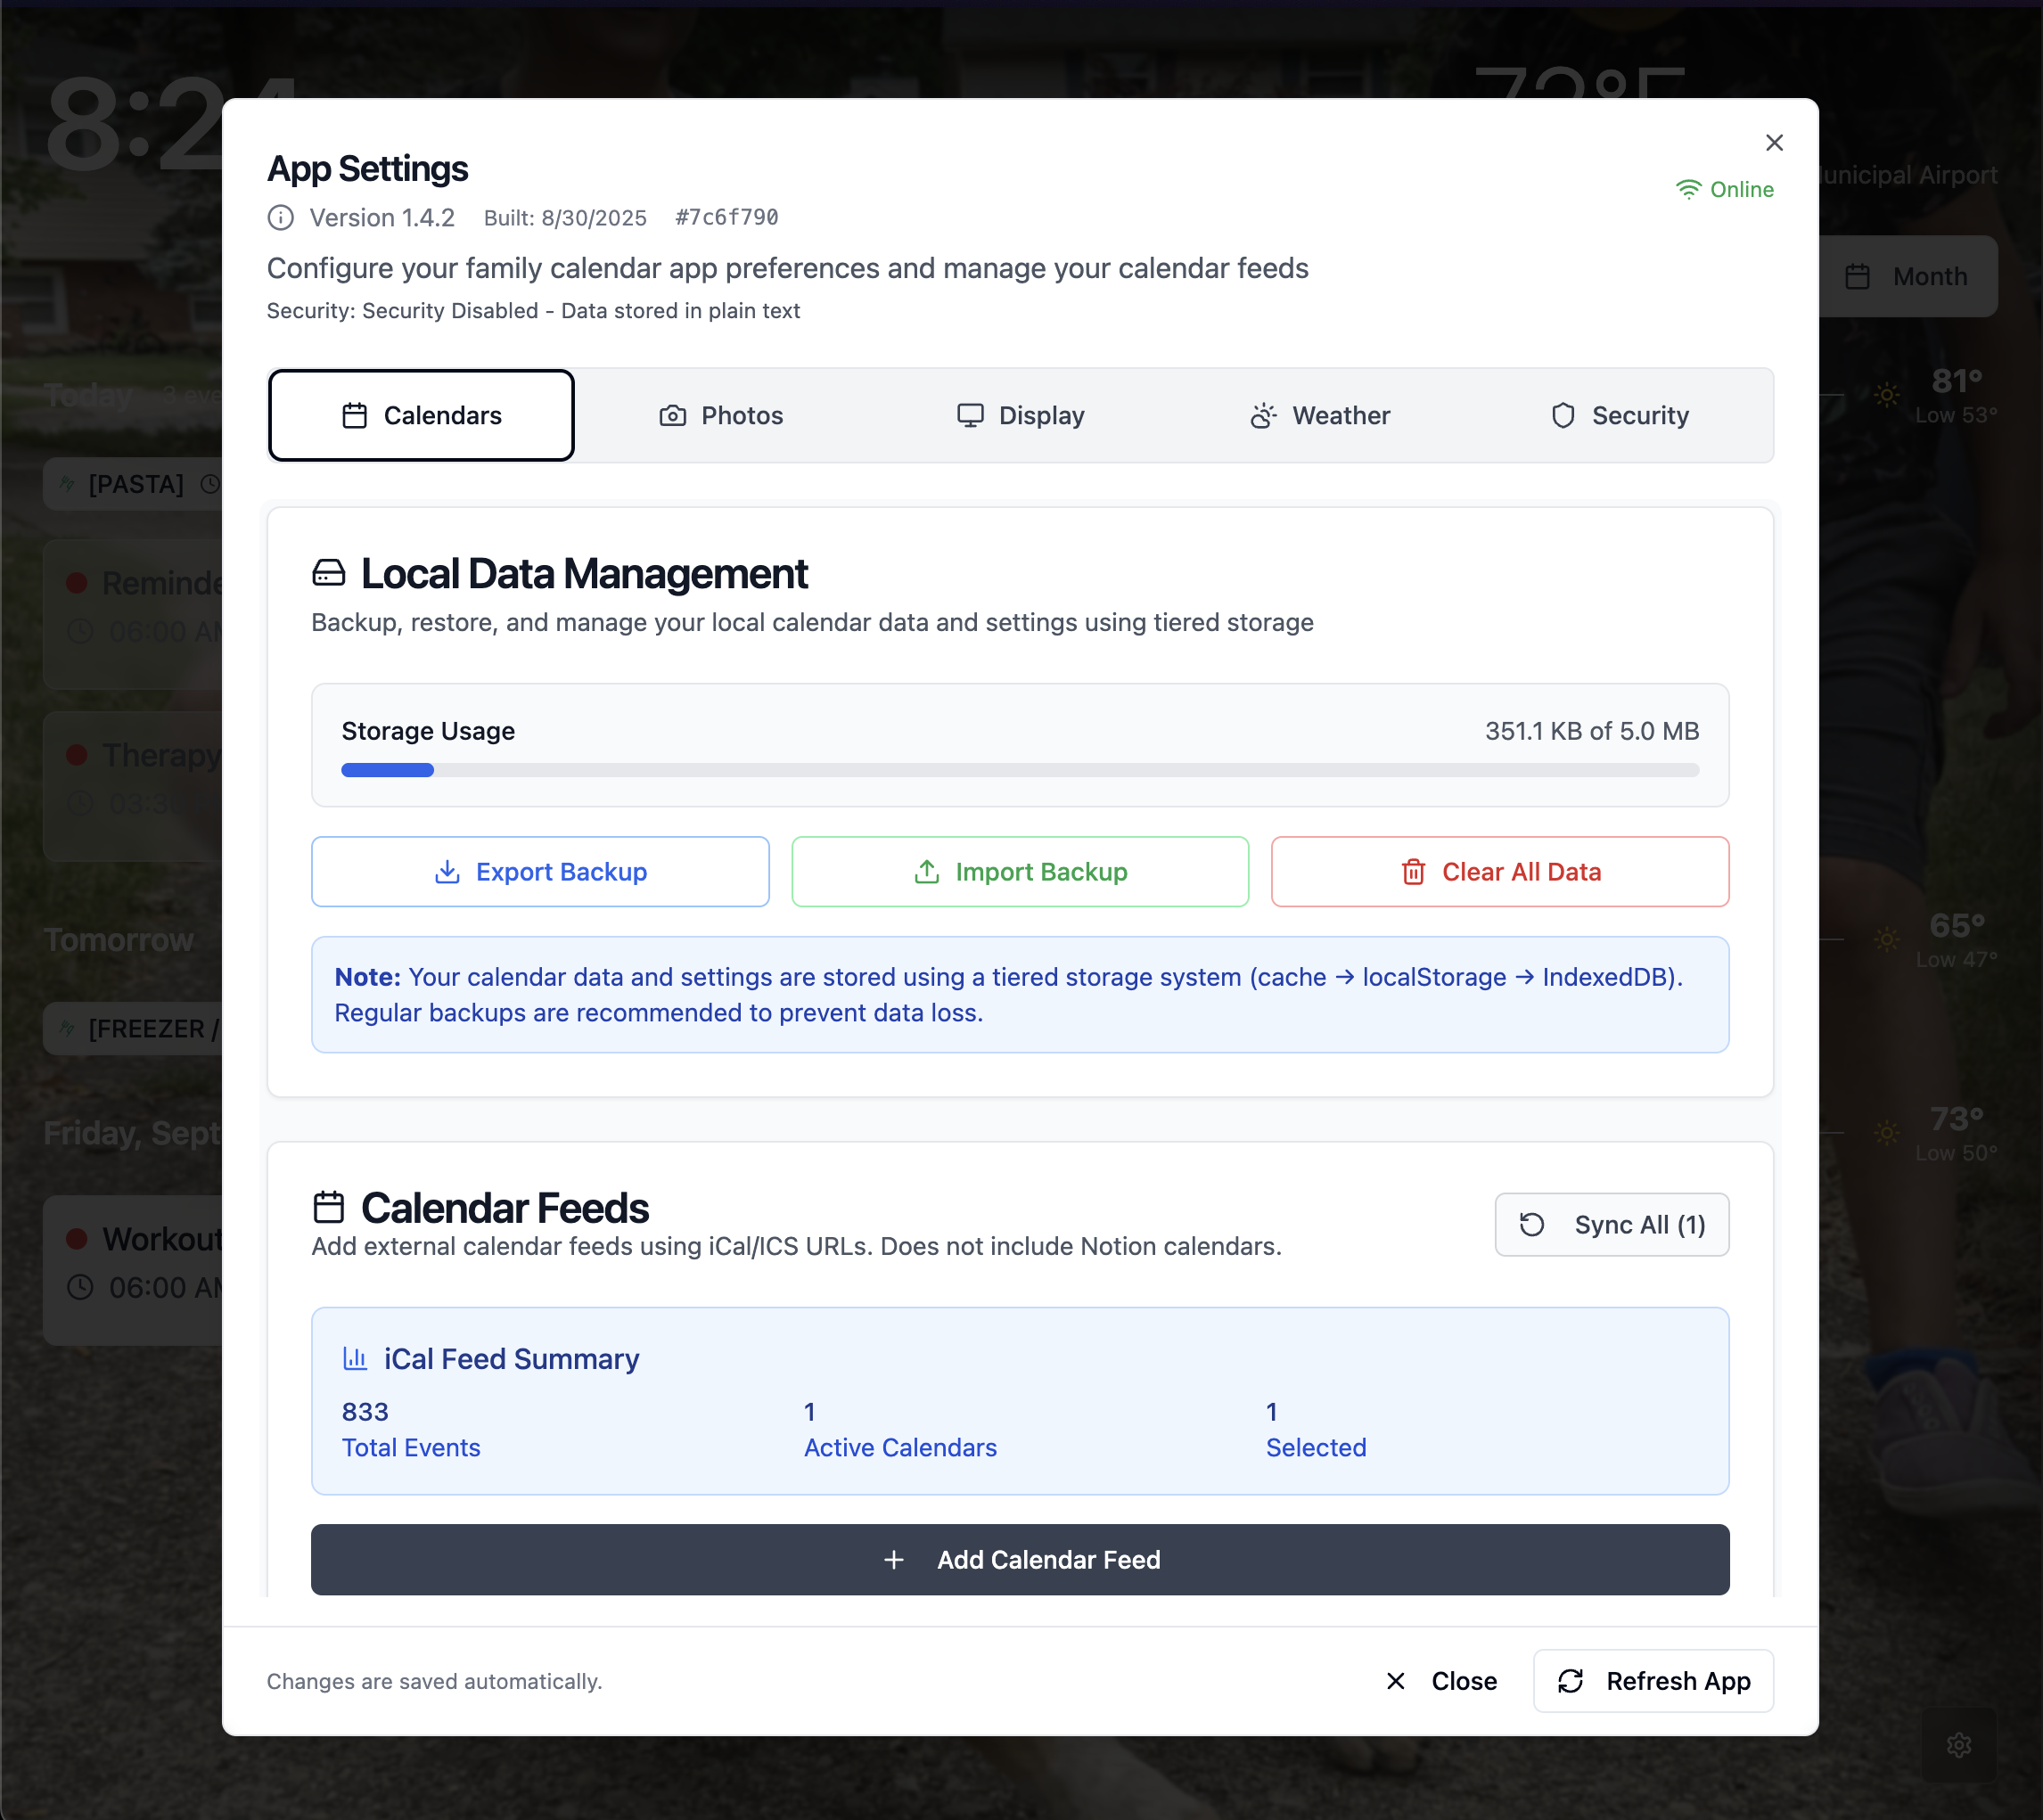 8:24
72°F
Municipal Airport
Month
App Settings
Version 1.4.2 Built: 8/30/2025 #7c6f790
Online
Configure your family calendar app preferences and manage your calendar feeds
Security: Security Disabled - Data stored in plain text
Calendars Photos Display Weather Security
Local Data Management
Backup, restore, and manage your local calendar data and settings using tiered storage
Storage Usage 351.1 KB of 5.0 MB
Export Backup Import Backup Clear All Data
Note: Your calendar data and settings are stored using a tiered storage system (cache → localStorage → IndexedDB).
Regular backups are recommended to prevent data loss.
Calendar Feeds
Add external calendar feeds using iCal/ICS URLs. Does not include Notion calendars.
Sync All (1)
iCal Feed Summary
833 1 1
Total Events Active Calendars Selected
+ Add Calendar Feed
Changes are saved automatically.
Close Refresh App
Today 3 eve
[PASTA]
Reminde
06:00 AM
Therapy
03:3
Tomorrow
[FREEZER /
Friday, Sept
Workout
06:00 AM
81°
Low 53°
65°
Low 47°
73°
Low 50°